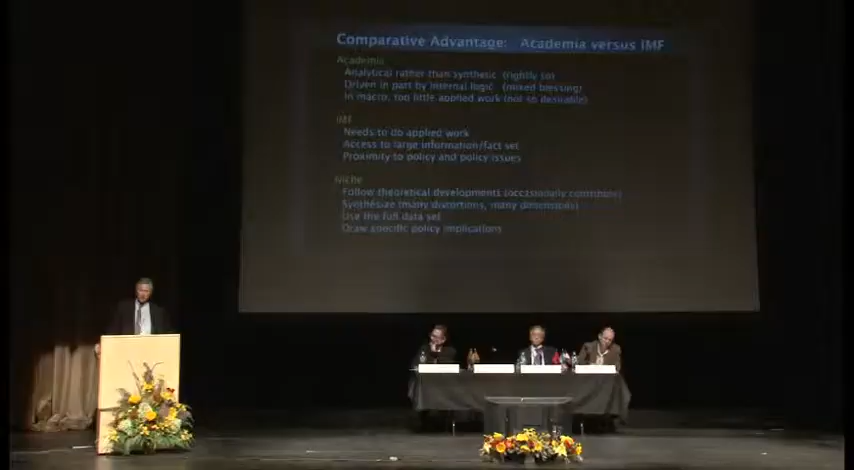 Comparative Advantage: Academia versus IMF
Academia
Analytical rather than synthetic (rightly so)
Driven in part by internal logic (mixed blessing)
In macro, too little applied work (not so desirable)
IMF
Needs to do applied work
Access to large information/fact set
Proximity to policy and policy issues
Niche
Follow theoretical developments (occasionally contribute)
Synthesize (many distortions, many dimensions)
Use the full data set
Draw specific policy implications